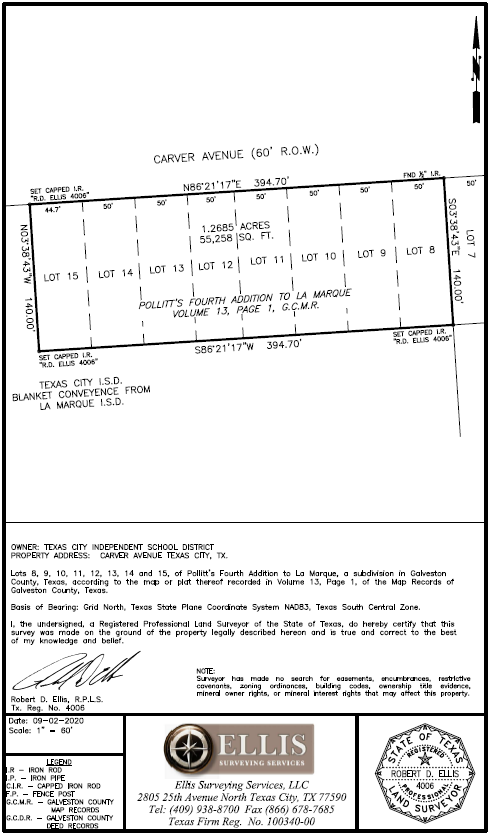 N
CARVER AVENUE (60' R.O.W.)
SET CAPPED I.R.
"R.D. ELLIS 4006"
N86°21'17"E 394.70'
FND ½" I.R.
44.7' 50' 50' 50' 50' 50' 50' 50' 50'
1.2685 ACRES
55,258 SQ. FT.
N03°38'43"W 140.00'
LOT 15 LOT 14 LOT 13 LOT 12 LOT 11 LOT 10 LOT 9 LOT 8
S03°38'43"E 140.00'
LOT 7
POLLITT'S FOURTH ADDITION TO LA MARQUE
VOLUME 13, PAGE 1, G.C.M.R.
SET CAPPED I.R.
"R.D. ELLIS 4006"
S86°21'17"W 394.70'
SET CAPPED I.R.
"R.D. ELLIS 4006"
TEXAS CITY I.S.D.
BLANKET CONVEYENCE FROM
LA MARQUE I.S.D.
OWNER: TEXAS CITY INDEPENDENT SCHOOL DISTRICT
PROPERTY ADDRESS: CARVER AVENUE TEXAS CITY, TX.
Lots 8, 9, 10, 11, 12, 13, 14 and 15, of Pollitt's Fourth Addition to La Marque, a subdivision in Galveston
County, Texas, according to the map or plat thereof recorded in Volume 13, Page 1, of the Map Records of
Galveston County, Texas.
Basis of Bearing: Grid North, Texas State Plane Coordinate System NAD83, Texas South Central Zone.
I, the undersigned, a Registered Professional Land Surveyor of the State of Texas, do hereby certify that this
survey was made on the ground of the property legally described hereon and is true and correct to the best
of my knowledge and belief.
Robert D. Ellis, R.P.L.S.
Tx. Reg. No. 4006
NOTE:
Surveyor has made no search for easements, encumbrances, restrictive
covenants, zoning ordinances, building codes, ownership title evidence,
mineral owner rights, or mineral interest rights that may affect this property.
Date: 09-02-2020
Scale: 1" = 60'
LEGEND
I.R - IRON ROD
I.P. - IRON PIPE
C.I.R. - CAPPED IRON ROD
F.P. - FENCE POST
G.C.M.R. - GALVESTON COUNTY
MAP RECORDS
G.C.D.R. - GALVESTON COUNTY
DEED RECORDS
ELLIS
SURVEYING SERVICES
Ellis Surveying Services, LLC
2805 25th Avenue North Texas City, TX 77590
Tel: (409) 938-8700 Fax (866) 678-7685
Texas Firm Reg. No. 100340-00
STATE OF TEXAS
REGISTERED
ROBERT D. ELLIS
4006
PROFESSIONAL
LAND SURVEYOR